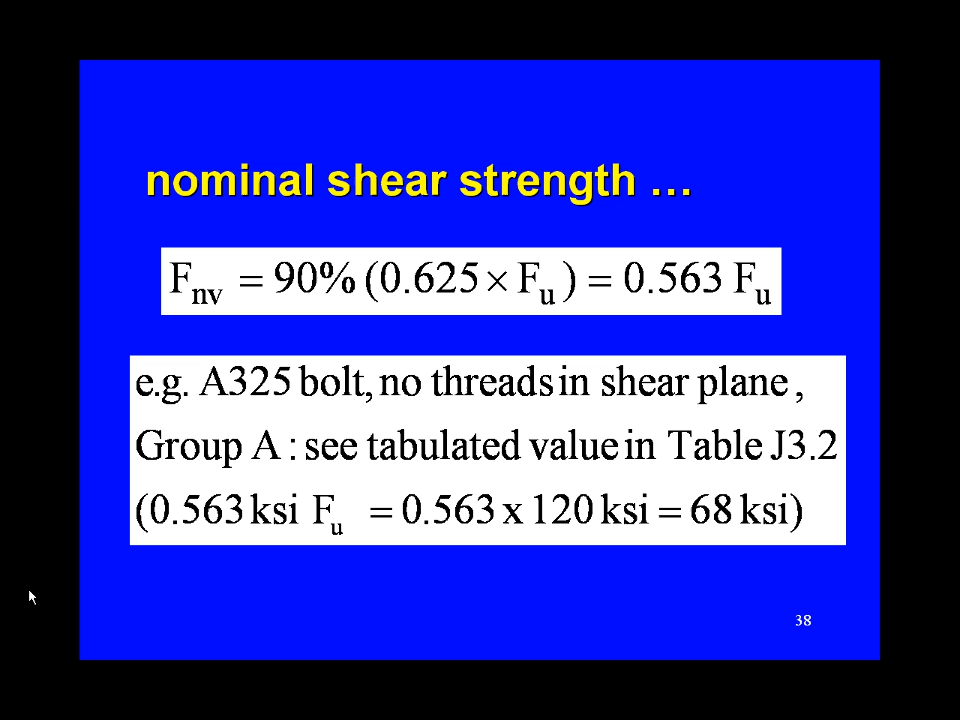 nominal shear strength …
F_nv = 90% (0.625 × F_u) = 0.563 F_u
e.g. A325 bolt, no threads in shear plane,
Group A : see tabulated value in Table J3.2
(0.563 ksi F_u = 0.563 x 120 ksi = 68 ksi)
38